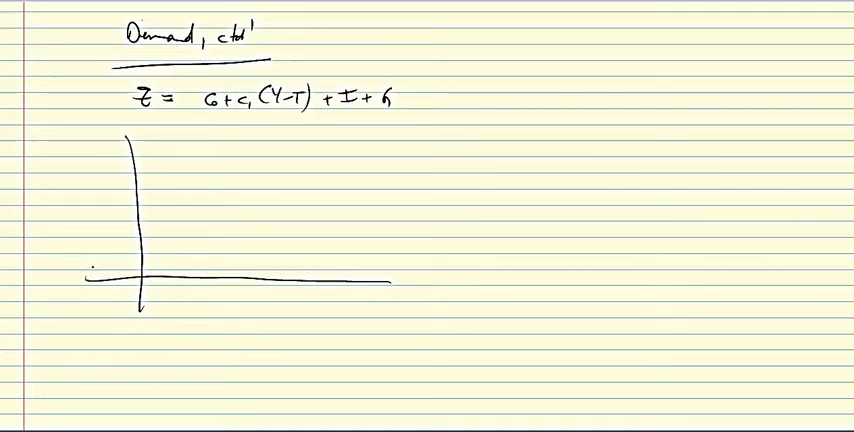 Demand, ctd'
Z = c0 + c1 (Y-T) + I + G